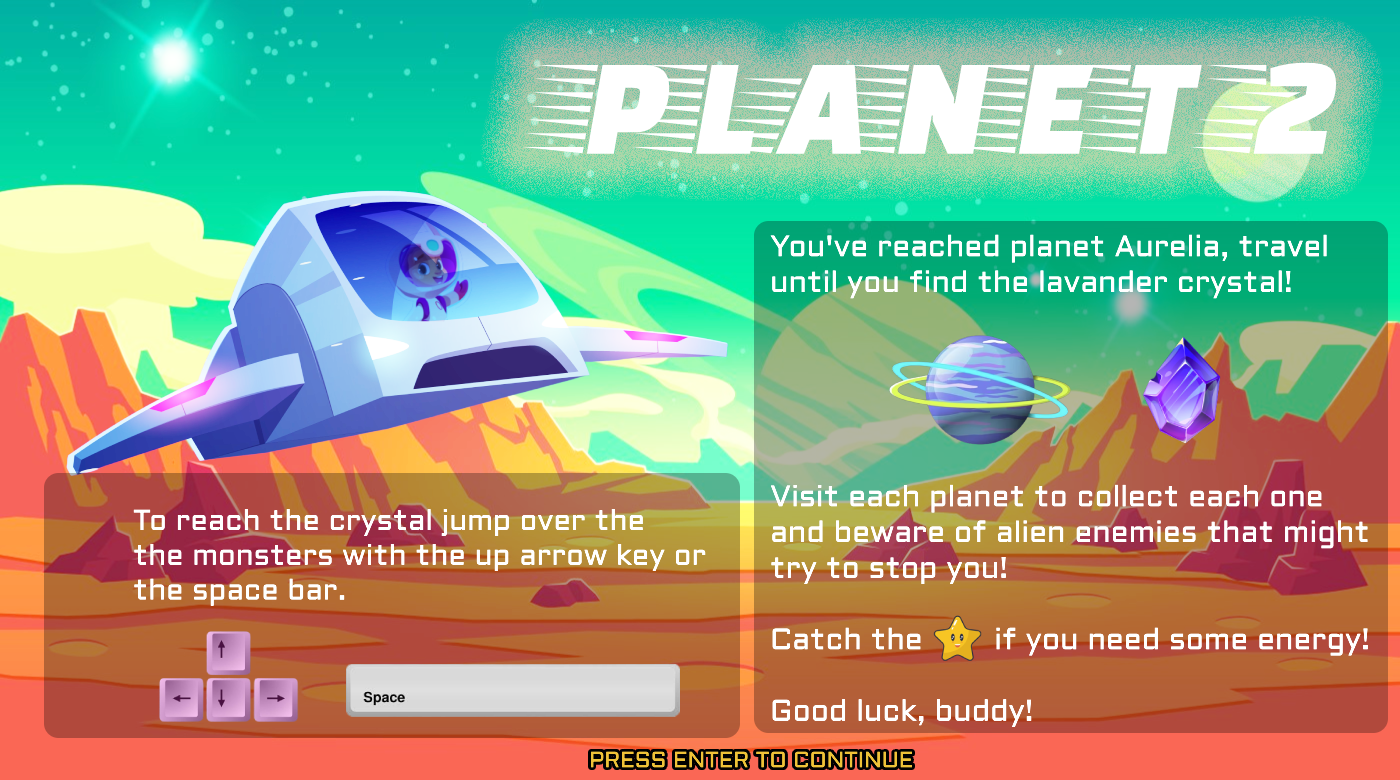 PLANET 2
You've reached planet Aurelia, travel
until you find the lavander crystal!
Visit each planet to collect each one
and beware of alien enemies that might
try to stop you!
Catch the if you need some energy!
Good luck, buddy!
To reach the crystal jump over the
the monsters with the up arrow key or
the space bar.
↑
← ↓ →
Space
PRESS ENTER TO CONTINUE